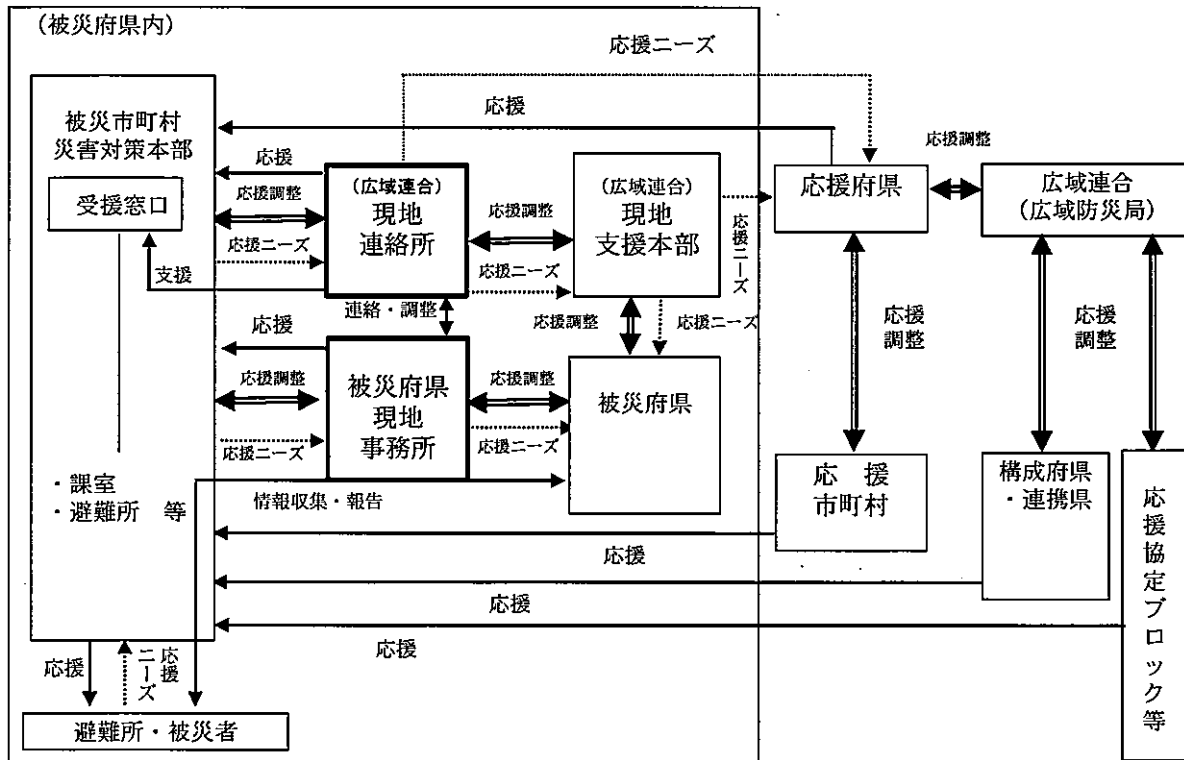 (被災府県内)
応援ニーズ
応援
被災市町村
災害対策本部
応援
(広域連合)
現地
連絡所
(広域連合)
現地
支援本部
応援府県
応援調整
広域連合
(広域防災局)
受援窓口
応援調整
応援調整
応援ニーズ
応援ニーズ
応援ニーズ
支援
連絡・調整
応援調整
応援ニーズ
応援
調整
応援
調整
応援
応援調整
被災府県
現地
事務所
応援調整
被災府県
応援ニーズ
応援ニーズ
・課室
・避難所 等
情報収集・報告
応 援
市町村
構成府県
・連携県
応援協定ブロック等
応援
応援
応援
応援
応援
ニーズ
避難所・被災者